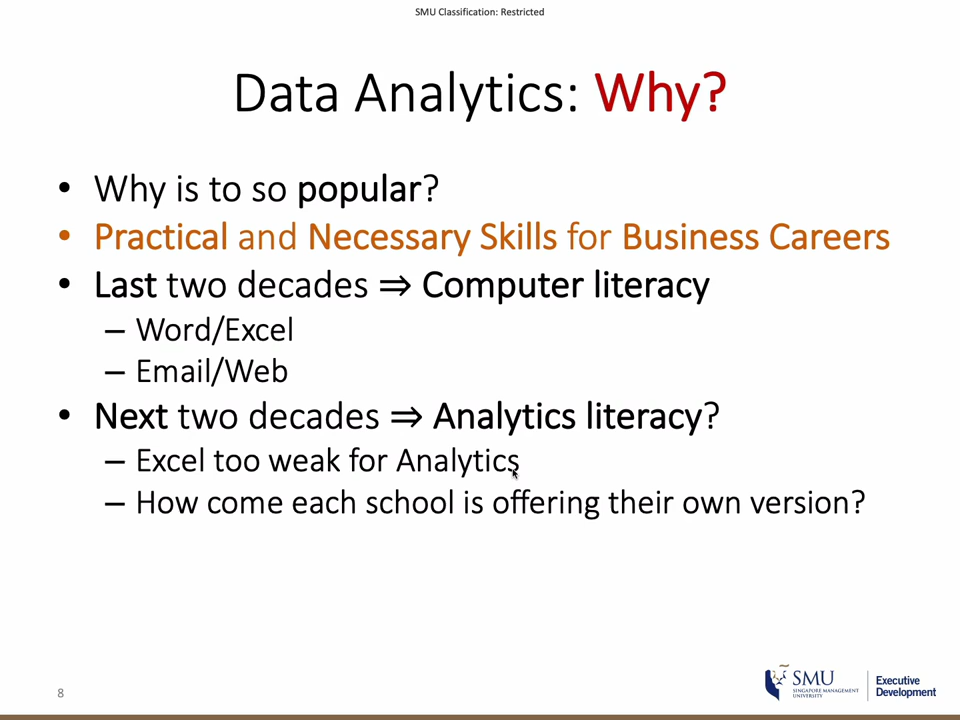 SMU Classification: Restricted
Data Analytics: Why?
• Why is to so popular?
• Practical and Necessary Skills for Business Careers
• Last two decades ⇒ Computer literacy
– Word/Excel
– Email/Web
• Next two decades ⇒ Analytics literacy?
– Excel too weak for Analytics
– How come each school is offering their own version?
8
SMU
SINGAPORE MANAGEMENT
UNIVERSITY
Executive
Development